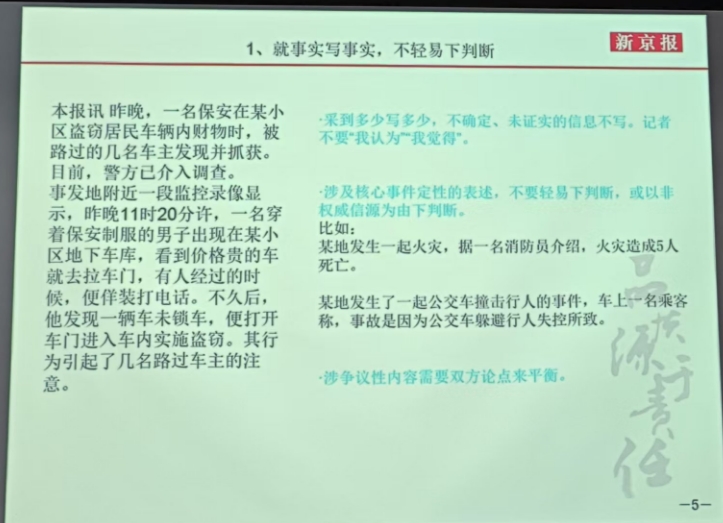 1、就事实写事实，不轻易下判断
新京报
本报讯 昨晚，一名保安在某小
区盗窃居民车辆内财物时，被
路过的几名车主发现并抓获。
目前，警方已介入调查。
事发地附近一段监控录像显
示，昨晚11时20分许，一名穿
着保安制服的男子出现在某小
区地下车库，看到价格贵的车
就去拉车门，有人经过的时
候，便佯装打电话。不久后，
他发现一辆车未锁车，便打开
车门进入车内实施盗窃。其行
为引起了几名路过车主的注
意。
·采到多少写多少，不确定、未证实的信息不写。记者
不要“我认为”“我觉得”。
·涉及核心事件定性的表述，不要轻易下判断，或以非
权威信源为由下判断。
比如：
某地发生一起火灾，据一名消防员介绍，火灾造成5人
死亡。
某地发生了一起公交车撞击行人的事件，车上一名乘客
称，事故是因为公交车躲避行人失控所致。
·涉争议性内容需要双方论点来平衡。
品质源于责任
—5—